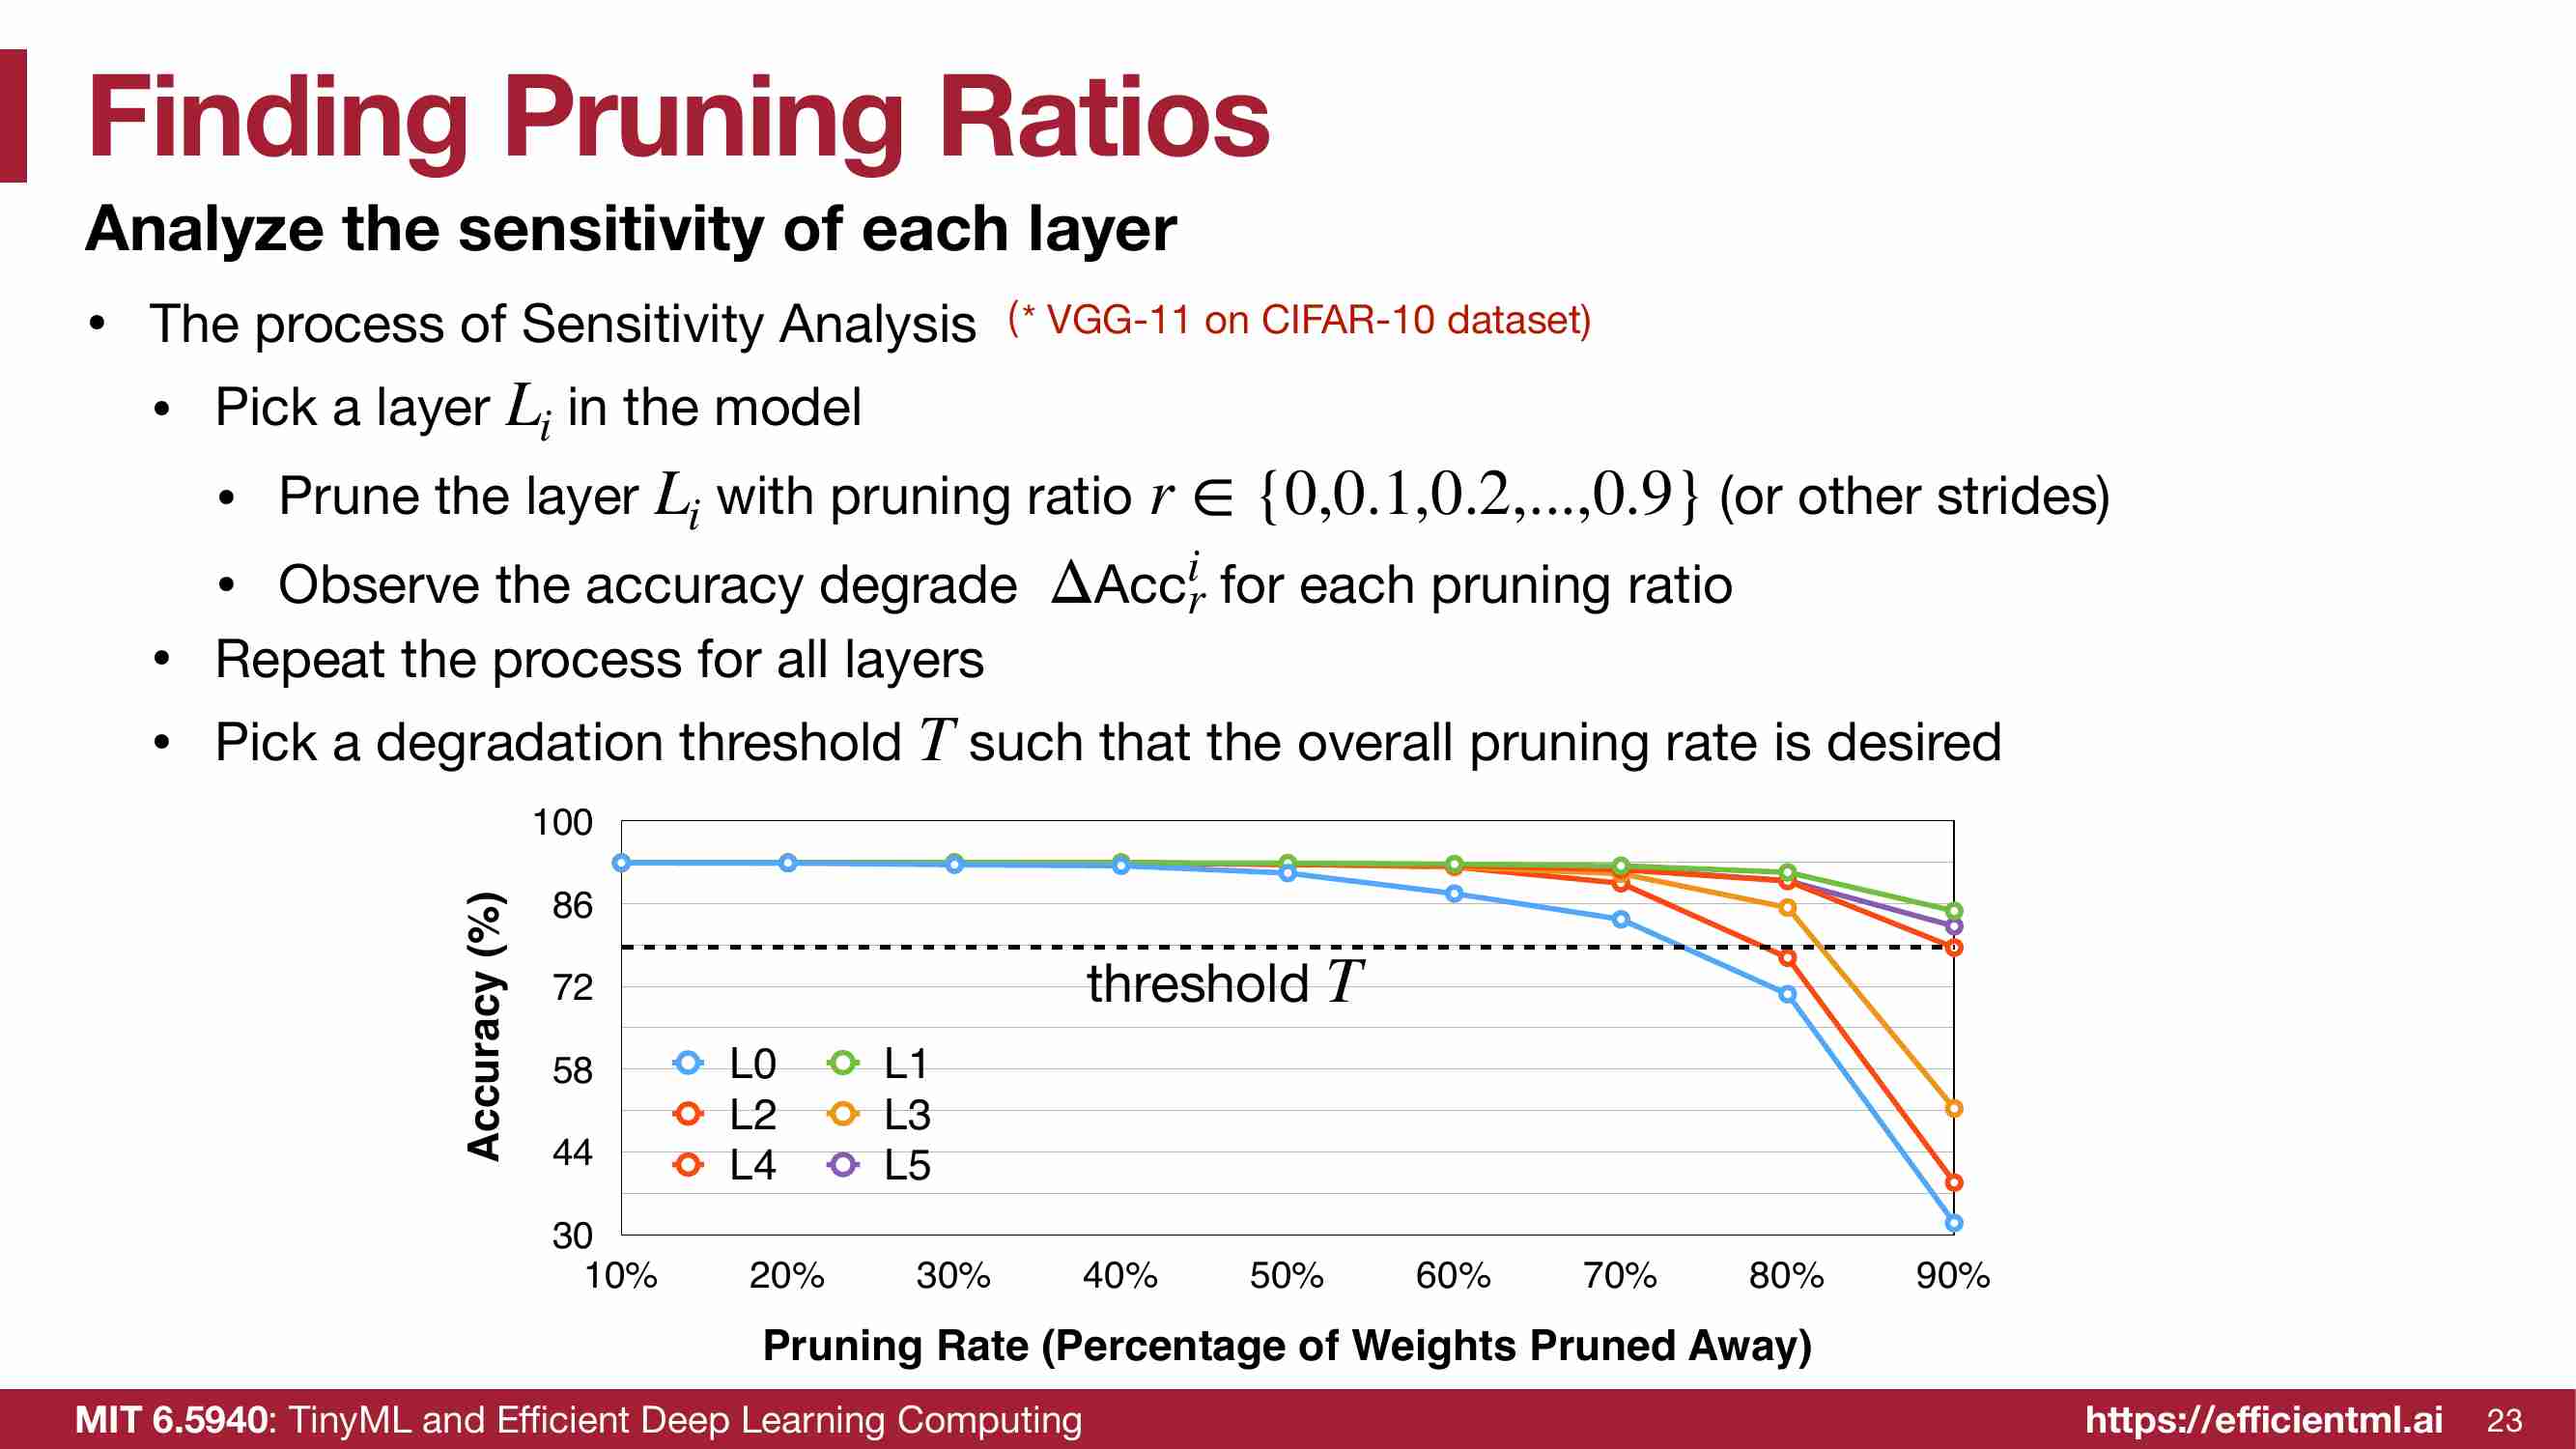 Finding Pruning Ratios
Analyze the sensitivity of each layer
• The process of Sensitivity Analysis (* VGG-11 on CIFAR-10 dataset)
• Pick a layer L_i in the model
• Prune the layer L_i with pruning ratio r ∈ {0,0.1,0.2,...,0.9} (or other strides)
• Observe the accuracy degrade ΔAcc_r^i for each pruning ratio
• Repeat the process for all layers
• Pick a degradation threshold T such that the overall pruning rate is desired
Accuracy (%)
100
86
72
58
44
30
threshold T
L0 L1
L2 L3
L4 L5
10% 20% 30% 40% 50% 60% 70% 80% 90%
Pruning Rate (Percentage of Weights Pruned Away)
MIT 6.5940: TinyML and Efficient Deep Learning Computing https://efficientml.ai 23